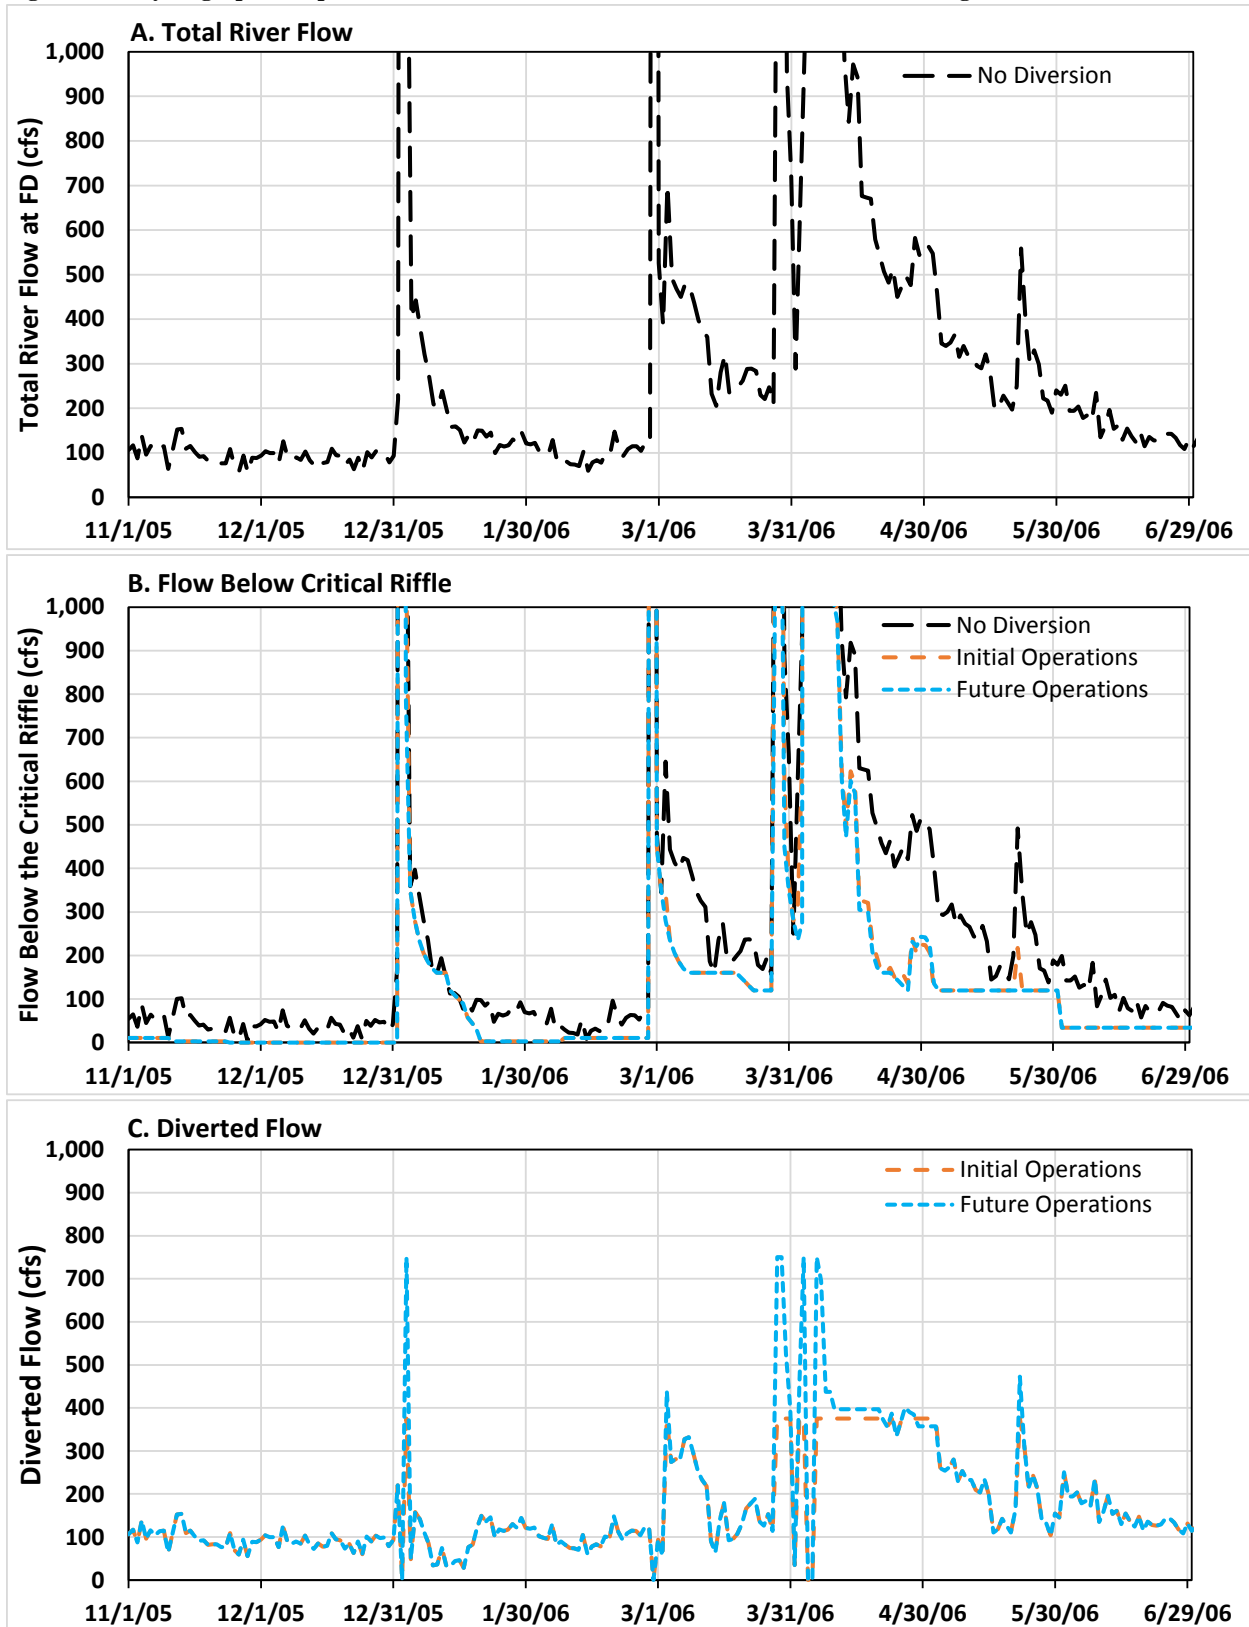 A. Total River Flow
1,000
900
800
700
600
500
400
300
200
100
0
Total River Flow at FD (cfs)
No Diversion
11/1/05 12/1/05 12/31/05 1/30/06 3/1/06 3/31/06 4/30/06 5/30/06 6/29/06
B. Flow Below Critical Riffle
1,000
900
800
700
600
500
400
300
200
100
0
Flow Below the Critical Riffle (cfs)
No Diversion
Initial Operations
Future Operations
11/1/05 12/1/05 12/31/05 1/30/06 3/1/06 3/31/06 4/30/06 5/30/06 6/29/06
C. Diverted Flow
1,000
900
800
700
600
500
400
300
200
100
0
Diverted Flow (cfs)
Initial Operations
Future Operations
11/1/05 12/1/05 12/31/05 1/30/06 3/1/06 3/31/06 4/30/06 5/30/06 6/29/06